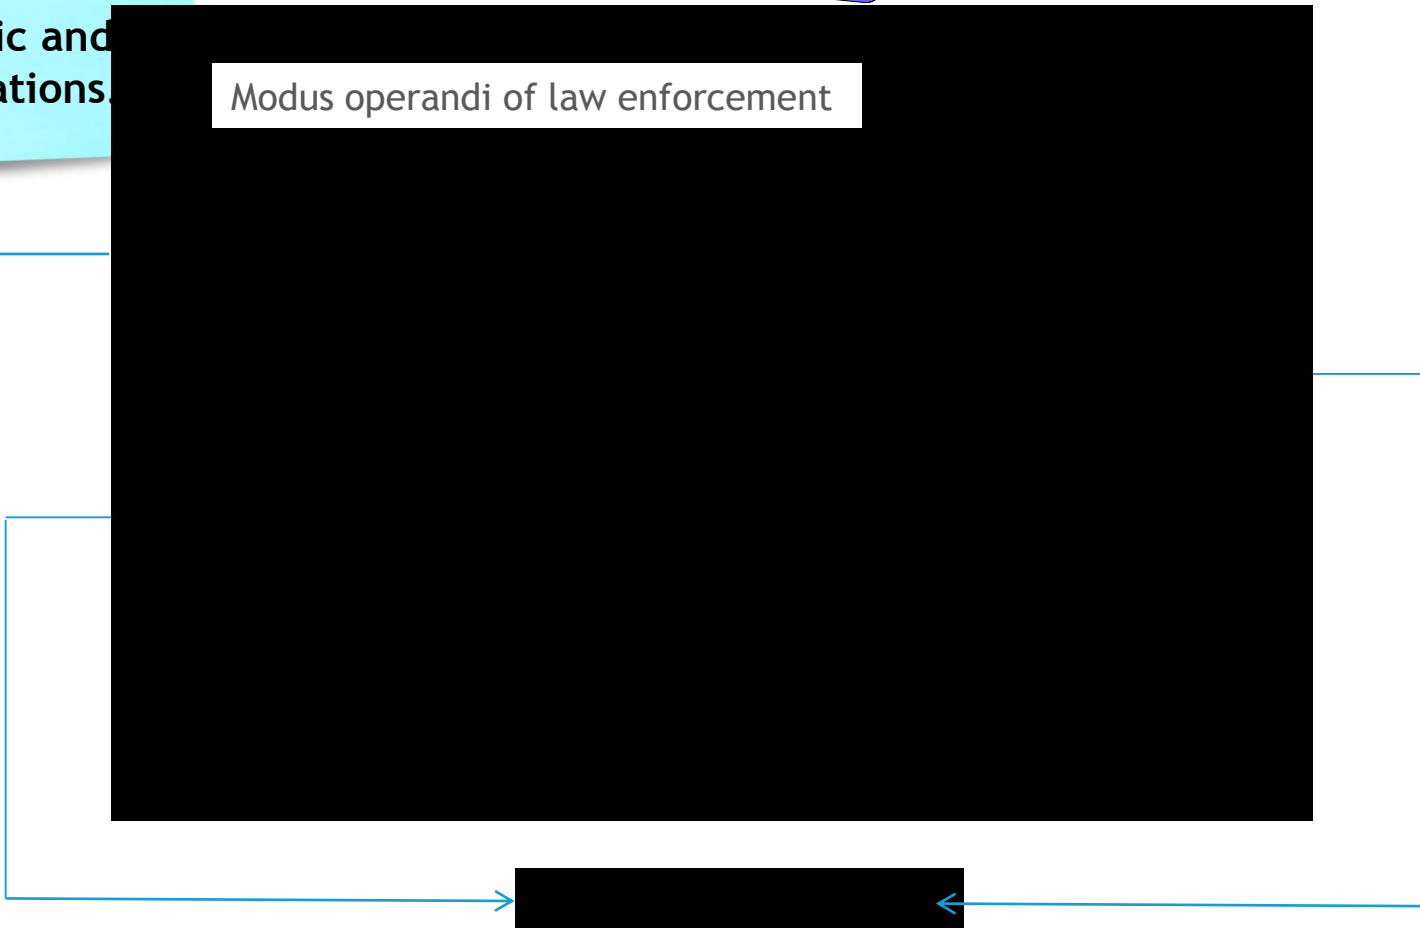 ic and
ations.
Modus operandi of law enforcement